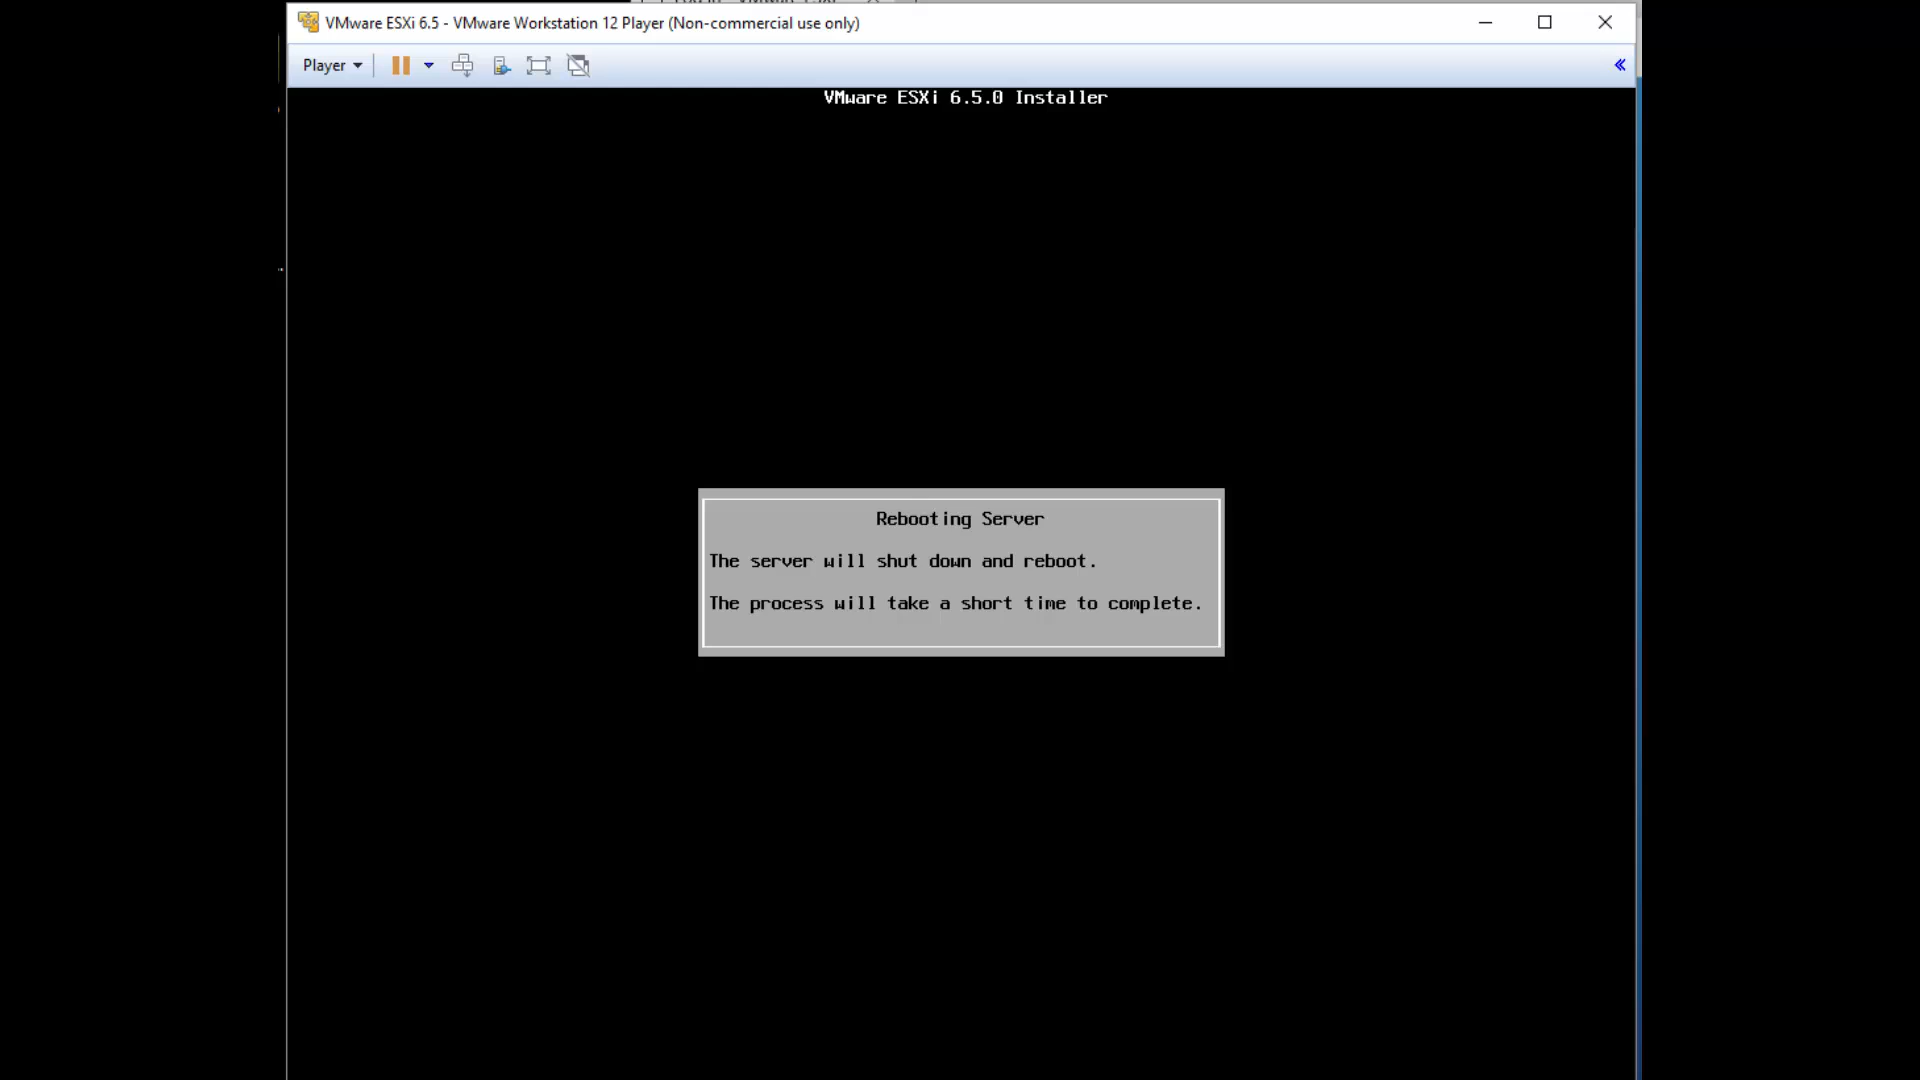 VMware ESXi 6.5 - VMware Workstation 12 Player (Non-commercial use only)
Player
VMware ESXi 6.5.0 Installer
Rebooting Server
The server will shut down and reboot.
The process will take a short time to complete.